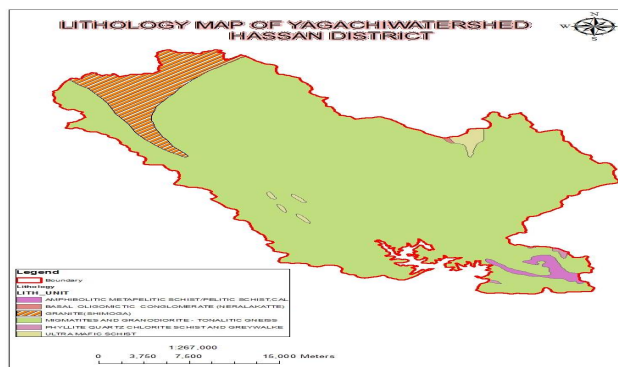 LITHOLOGY MAP OF YAGACHIWATERSHED
HASSAN DISTRICT
N
W
E
S
Legend
Boundary
Lithology
LITH_UNIT
AMPHIBOLITIC METAPELITIC SCHIST/PELITIC SCHIST,CAL
BASAL OLIGOMICTIC CONGLOMERATE (NERALAKATTE)
GRANITE(SHIMOGA)
MIGMATITES AND GRANODIORITE - TONALITIC GNEISS
PHYLLITE QUARTZ CHLORITE SCHIST AND GREYWALKE
ULTRA MAFIC SCHIST
1:267,000
0 3,750 7,500 15,000 Meters